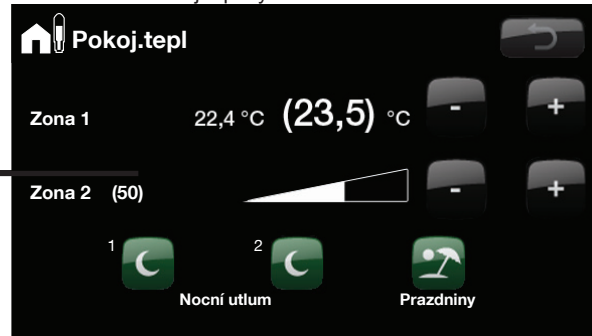 Pokoj.tepl
Zona 1 22,4 °C (23,5) °C - +
Zona 2 (50) - +
1 2
Nocní utlum Prazdniny